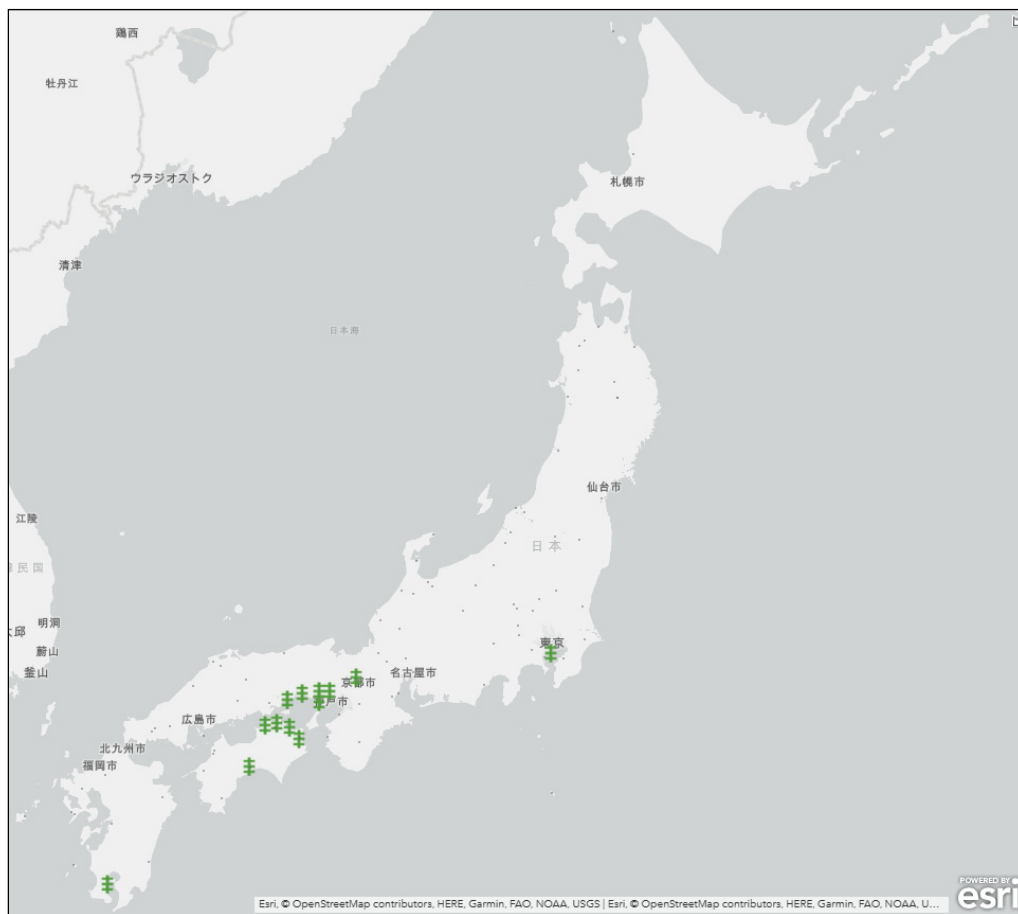 鶏西
牡丹江
ウラジオストク
札幌市
清津
日本海
仙台市
江陵
日本
民国
明洞
東京
邱
蔚山
釜山
名古屋市
京都市
戸市
広島市
北九州市
福岡市
POWERED BY
esri
Esri, © OpenStreetMap contributors, HERE, Garmin, FAO, NOAA, USGS | Esri, © OpenStreetMap contributors, HERE, Garmin, FAO, NOAA, U...